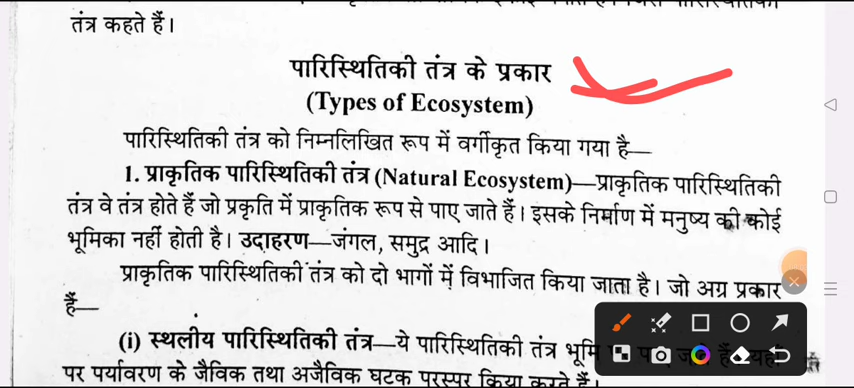 तंत्र कहते हैं।
पारिस्थितिकी तंत्र के प्रकार
(Types of Ecosystem)
पारिस्थितिकी तंत्र को निम्नलिखित रूप में वर्गीकृत किया गया है—
1. प्राकृतिक पारिस्थितिकी तंत्र (Natural Ecosystem)—प्राकृतिक पारिस्थितिकी
तंत्र वे तंत्र होते हैं जो प्रकृति में प्राकृतिक रूप से पाए जाते हैं। इसके निर्माण में मनुष्य की कोई
भूमिका नहीं होती है। उदाहरण—जंगल, समुद्र आदि।
प्राकृतिक पारिस्थितिकी तंत्र को दो भागों में विभाजित किया जाता है। जो अग्र प्रकार
हैं—
(i) स्थलीय पारिस्थितिकी तंत्र—ये पारिस्थितिकी तंत्र भूमि
पर पर्यावरण के जैविक तथा अजैविक घटक परस्पर क्रिया करते हैं।